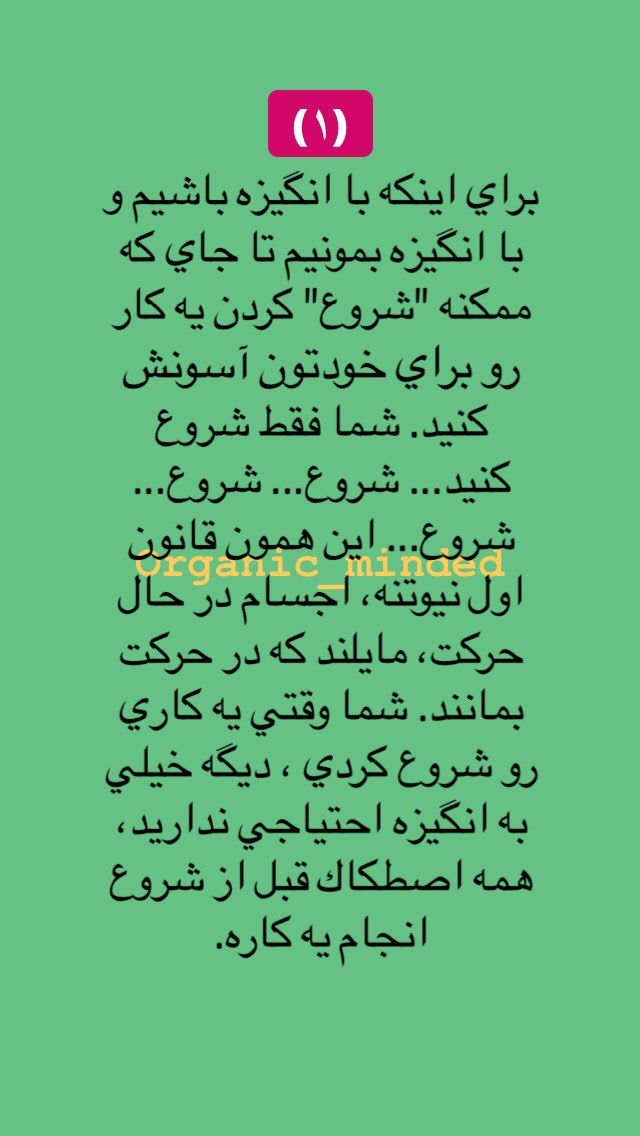 (۱)
براي اينكه با انگيزه باشيم و
با انگيزه بمونيم تا جاي كه
ممكنه "شروع" كردن يه كار
رو براي خودتون آسونش
كنيد. شما فقط شروع
كنيد... شروع... شروع...
شروع... اين همون قانون
Organic_minded
اول نيوتنه، اجسام در حال
حركت، مايلند كه در حركت
بمانند. شما وقتي يه كاري
رو شروع كردي ، ديگه خيلي
به انگيزه احتياجي نداريد،
همه اصطكاك قبل از شروع
انجام يه كاره.